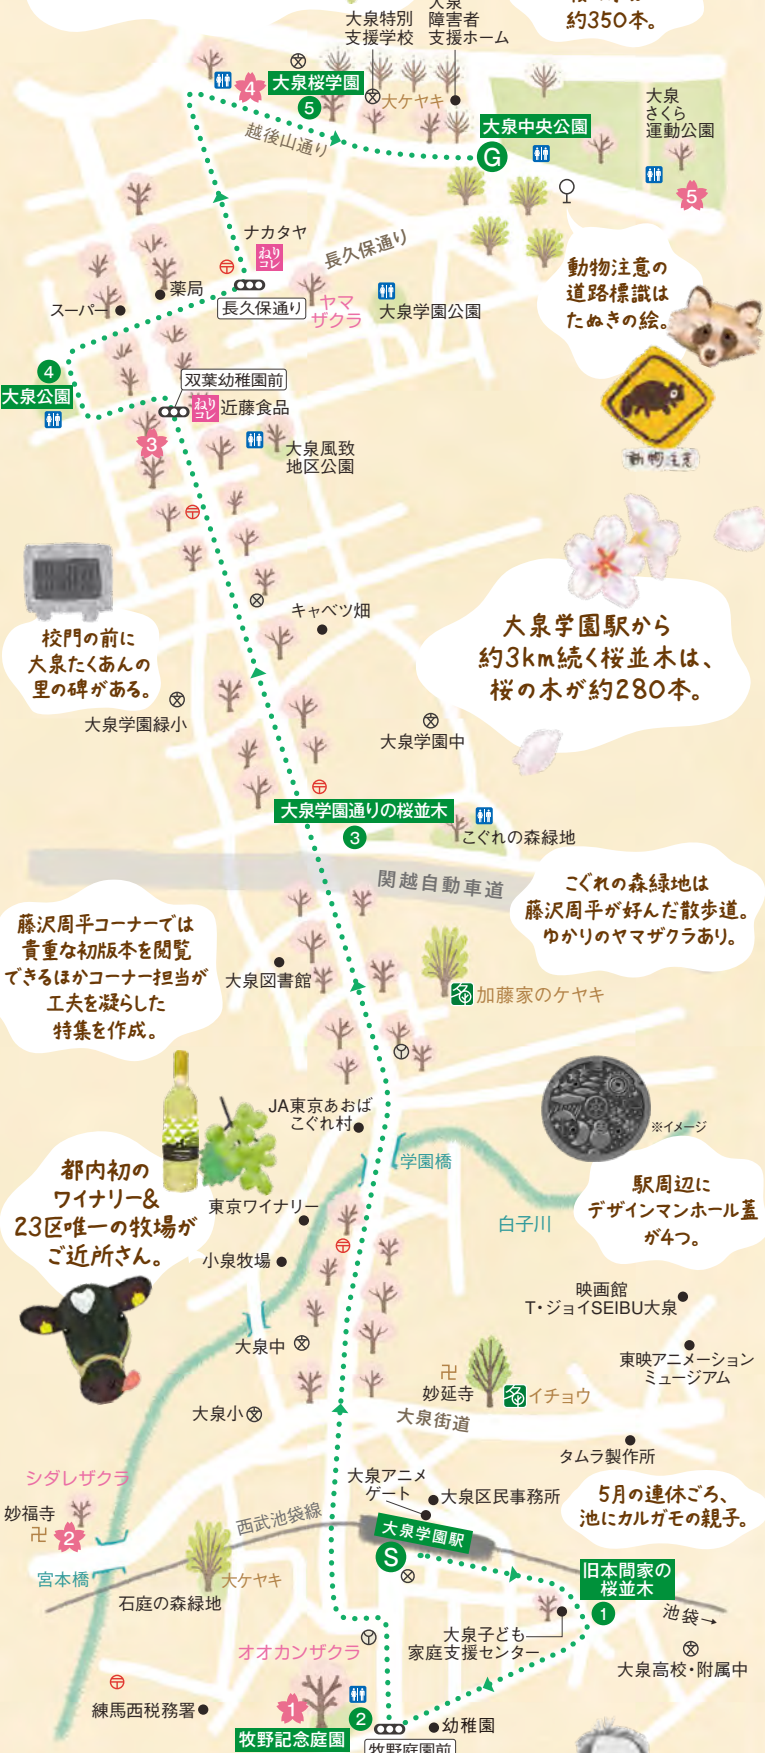 約350本。
大泉特別
支援学校
大泉
障害者
支援ホーム
4
大泉桜学園
5
大ケヤキ
越後山通り
大泉中央公園
G
大泉
さくら
運動公園
5
ナカタヤ
ねり
コレ
長久保通り
長久保通り
薬局
スーパー
ヤマ
ザクラ
大泉学園公園
動物注意の
道路標識は
たぬきの絵。
動物注意
4
大泉公園
双葉幼稚園前
ねり
コレ
近藤食品
3
大泉風致
地区公園
校門の前に
大泉たくあんの
里の碑がある。
キャベツ畑
大泉学園駅から
約3km続く桜並木は、
桜の木が約280本。
大泉学園緑小
大泉学園中
大泉学園通りの桜並木
3
こぐれの森緑地
関越自動車道
こぐれの森緑地は
藤沢周平が好んだ散歩道。
ゆかりのヤマザクラあり。
藤沢周平コーナーでは
貴重な初版本を閲覧
できるほかコーナー担当が
工夫を凝らした
特集を作成。
大泉図書館
名
加藤家のケヤキ
JA東京あおば
こぐれ村
※イメージ
学園橋
白子川
駅周辺に
デザインマンホール蓋
が4つ。
都内初の
ワイナリー&
23区唯一の牧場が
ご近所さん。
東京ワイナリー
小泉牧場
映画館
T・ジョイSEIBU大泉
大泉中
東映アニメーション
ミュージアム
卍
妙延寺
名
イチョウ
大泉小
大泉街道
タムラ製作所
シダレザクラ
妙福寺
卍
2
宮本橋
大泉アニメ
ゲート
大泉区民事務所
5月の連休ごろ、
池にカルガモの親子。
西武池袋線
大泉学園駅
S
大ケヤキ
石庭の森緑地
旧本間家の
桜並木
1
池袋→
大泉子ども
家庭支援センター
大泉高校・附属中
オオカンザクラ
1
2
牧野記念庭園
練馬西税務署
幼稚園
牧野庭園前